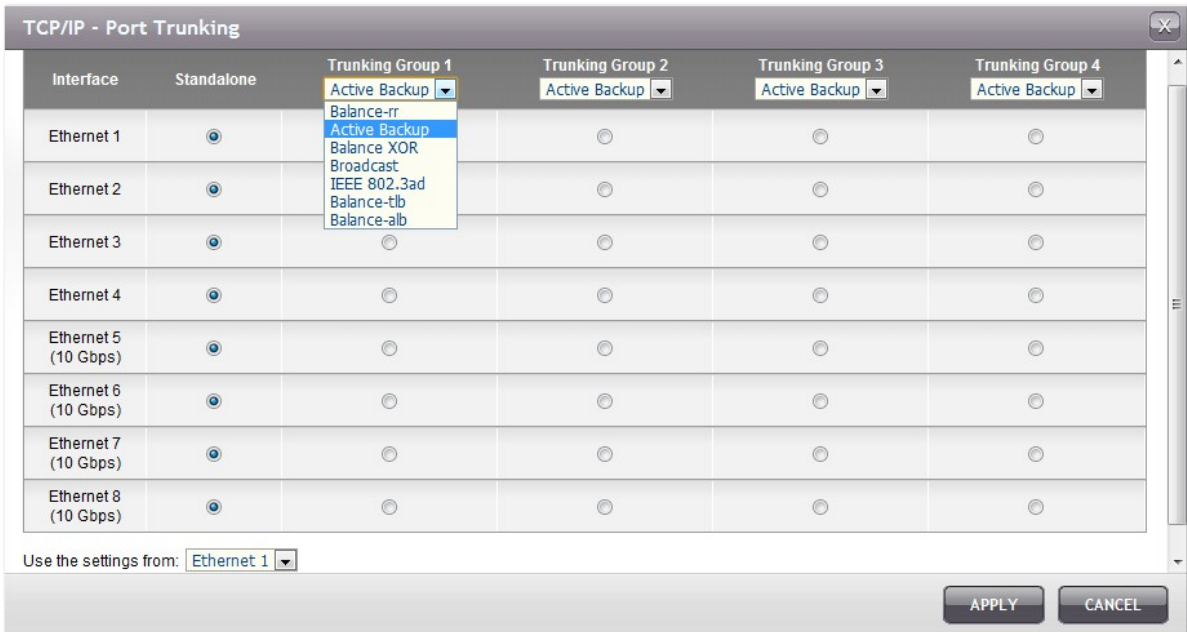 TCP/IP - Port Trunking
X
Interface Standalone Trunking Group 1 Trunking Group 2 Trunking Group 3 Trunking Group 4
Active Backup Active Backup Active Backup Active Backup
Balance-rr
Active Backup
Balance XOR
Broadcast
IEEE 802.3ad
Balance-tlb
Balance-alb
Ethernet 1
Ethernet 2
Ethernet 3
Ethernet 4
Ethernet 5
(10 Gbps)
Ethernet 6
(10 Gbps)
Ethernet 7
(10 Gbps)
Ethernet 8
(10 Gbps)
Use the settings from: Ethernet 1
APPLY CANCEL